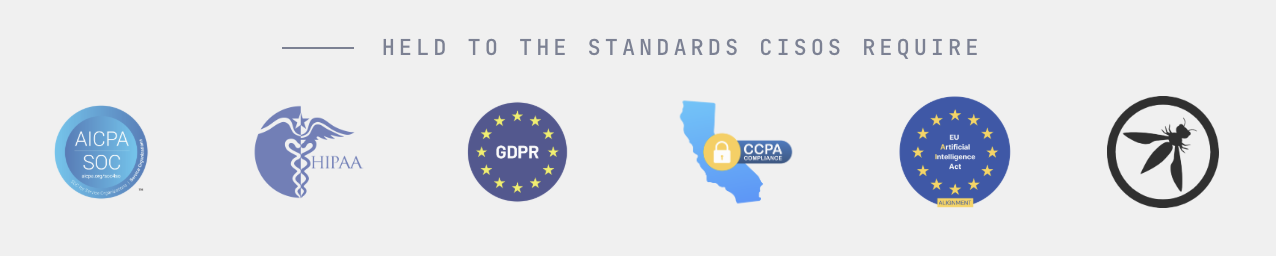 HELD TO THE STANDARDS CISOS REQUIRE
AICPA
SOC
HIPAA
GDPR
CCPA
COMPLIANCE
EU
Artificial
Intelligence
Act
ALIGNMENT